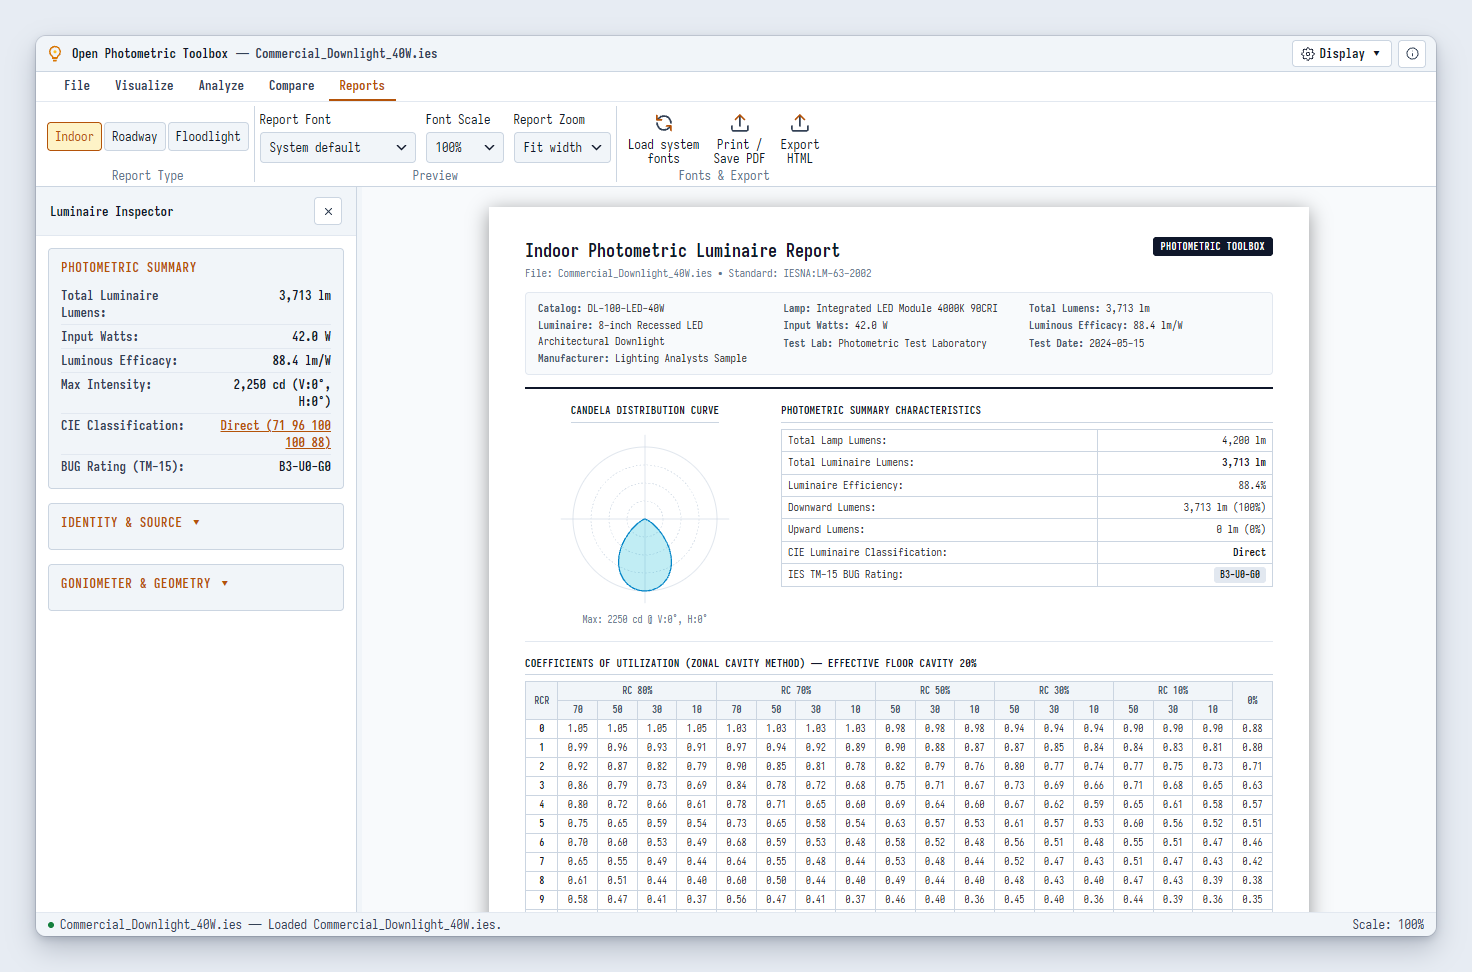 Open Photometric Toolbox — Commercial_Downlight_40W.ies
Display ▼
File Visualize Analyze Compare Reports
Indoor Roadway Floodlight
Report Type
Report Font Font Scale Report Zoom
System default 100% Fit width
Preview
Load system fonts
Print / Save PDF
Export HTML
Fonts & Export
Luminaire Inspector
PHOTOMETRIC SUMMARY
Total Luminaire Lumens: 3,713 lm
Input Watts: 42.0 W
Luminous Efficacy: 88.4 lm/W
Max Intensity: 2,250 cd (V:0°, H:0°)
CIE Classification: Direct (71 96 100 100 88)
BUG Rating (TM-15): B3-U0-G0
IDENTITY & SOURCE ▼
GONIOMETER & GEOMETRY ▼
Indoor Photometric Luminaire Report
PHOTOMETRIC TOOLBOX
File: Commercial_Downlight_40W.ies • Standard: IESNA:LM-63-2002
Catalog: DL-100-LED-40W
Luminaire: 8-inch Recessed LED
Architectural Downlight
Manufacturer: Lighting Analysts Sample
Lamp: Integrated LED Module 4000K 90CRI
Input Watts: 42.0 W
Test Lab: Photometric Test Laboratory
Total Lumens: 3,713 lm
Luminous Efficacy: 88.4 lm/W
Test Date: 2024-05-15
CANDELA DISTRIBUTION CURVE
Max: 2250 cd @ V:0°, H:0°
PHOTOMETRIC SUMMARY CHARACTERISTICS
Total Lamp Lumens: 4,200 lm
Total Luminaire Lumens: 3,713 lm
Luminaire Efficiency: 88.4%
Downward Lumens: 3,713 lm (100%)
Upward Lumens: 0 lm (0%)
CIE Luminaire Classification: Direct
IES TM-15 BUG Rating: B3-U0-G0
COEFFICIENTS OF UTILIZATION (ZONAL CAVITY METHOD) — EFFECTIVE FLOOR CAVITY 20%
RCR RC 80% RC 70% RC 50% RC 30% RC 10% 0%
70 50 30 10 70 50 30 10 50 30 10 50 30 10 50 30 10
0 1.05 1.05 1.05 1.05 1.03 1.03 1.03 1.03 0.98 0.98 0.98 0.94 0.94 0.94 0.90 0.90 0.90 0.88
1 0.99 0.96 0.93 0.91 0.97 0.94 0.92 0.89 0.90 0.88 0.87 0.87 0.85 0.84 0.84 0.83 0.81 0.80
2 0.92 0.87 0.82 0.79 0.90 0.85 0.81 0.78 0.82 0.79 0.76 0.80 0.77 0.74 0.77 0.75 0.73 0.71
3 0.86 0.79 0.73 0.69 0.84 0.78 0.72 0.68 0.75 0.71 0.67 0.73 0.69 0.66 0.71 0.68 0.65 0.63
4 0.80 0.72 0.66 0.61 0.78 0.71 0.65 0.60 0.69 0.64 0.60 0.67 0.62 0.59 0.65 0.61 0.58 0.57
5 0.75 0.65 0.59 0.54 0.73 0.65 0.58 0.54 0.63 0.57 0.53 0.61 0.57 0.53 0.60 0.56 0.52 0.51
6 0.70 0.60 0.53 0.49 0.68 0.59 0.53 0.48 0.58 0.52 0.48 0.56 0.51 0.48 0.55 0.51 0.47 0.46
7 0.65 0.55 0.49 0.44 0.64 0.55 0.48 0.44 0.53 0.48 0.44 0.52 0.47 0.43 0.51 0.47 0.43 0.42
8 0.61 0.51 0.44 0.40 0.60 0.50 0.44 0.40 0.49 0.44 0.40 0.48 0.43 0.40 0.47 0.43 0.39 0.38
9 0.58 0.47 0.41 0.37 0.56 0.47 0.41 0.37 0.46 0.40 0.36 0.45 0.40 0.36 0.44 0.39 0.36 0.35
Commercial_Downlight_40W.ies — Loaded Commercial_Downlight_40W.ies.
Scale: 100%